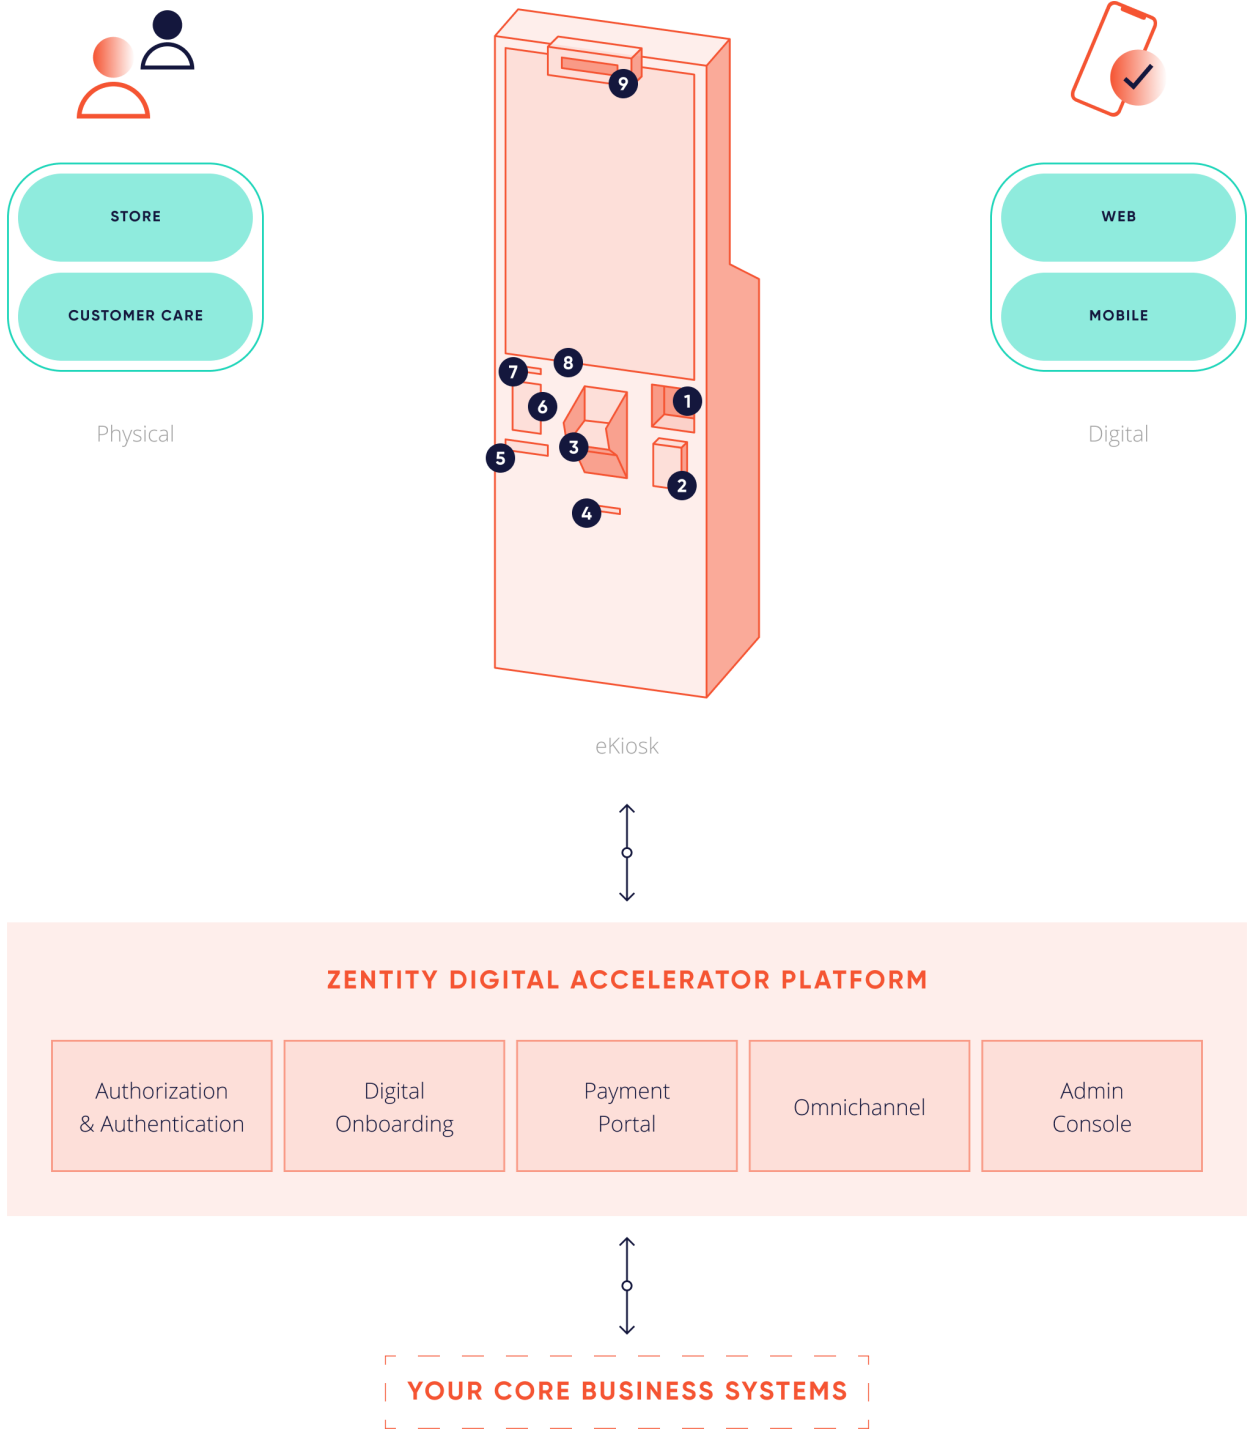 9
STORE
WEB
CUSTOMER CARE
MOBILE
8
7
1
6
Physical
Digital
3
5
2
4
eKiosk
ZENTITY DIGITAL ACCELERATOR PLATFORM
Authorization
& Authentication
Digital
Onboarding
Payment
Portal
Omnichannel
Admin
Console
YOUR CORE BUSINESS SYSTEMS